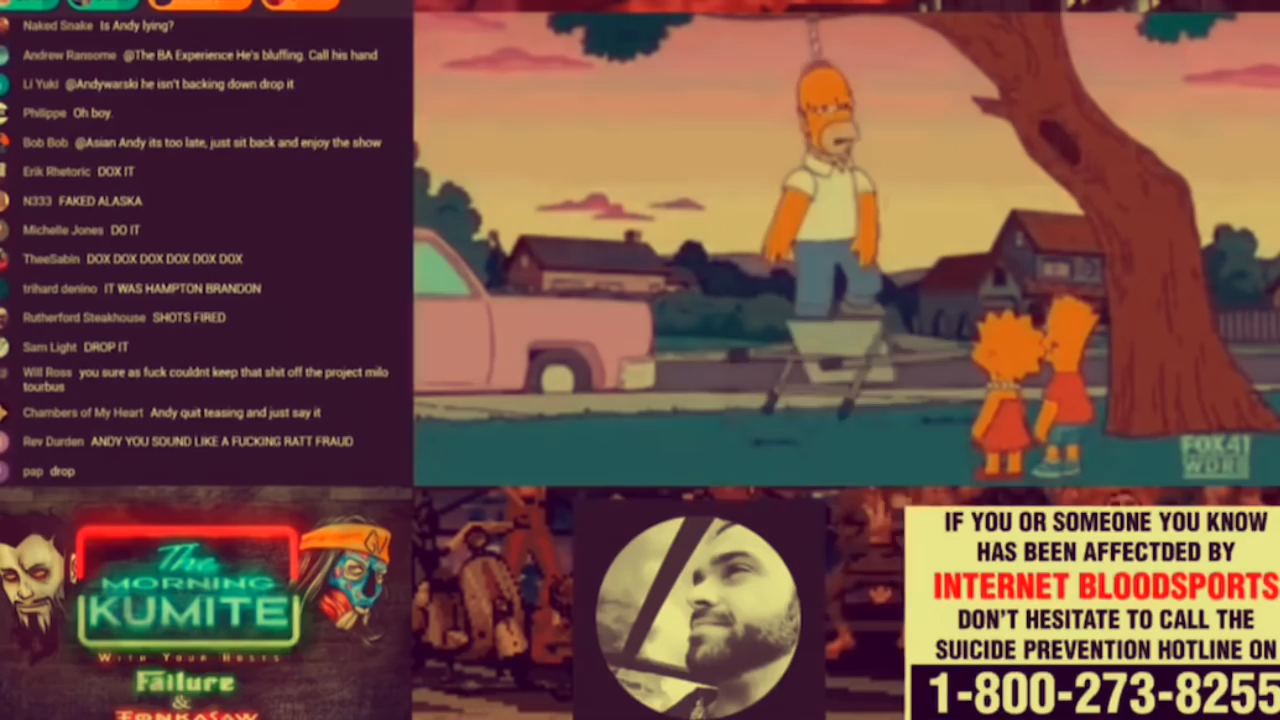 Naked Snake Is Andy lying?
Andrew Ransome @The BA Experience He's bluffing. Call his hand
Li Yuki @Andywarski he isn't backing down drop it
Philippe Oh boy.
Bob Bob @Asian Andy its too late, just sit back and enjoy the show
Erik Rhetoric DOX IT
N333 FAKED ALASKA
Michelle Jones DO IT
TheeSabin DOX DOX DOX DOX DOX DOX
trihard denino IT WAS HAMPTON BRANDON
Rutherford Steakhouse SHOTS FIRED
Sam Light DROP IT
Will Ross you sure as fuck couldnt keep that shit off the project milo
tourbus
Chambers of My Heart Andy quit teasing and just say it
Rev Durden ANDY YOU SOUND LIKE A FUCKING RATT FRAUD
pap drop
FOX41
WDRB
The
MORNING
KUMITE
With Your Hosts
Failure
&
TonkaSaw
IF YOU OR SOMEONE YOU KNOW
HAS BEEN AFFECTDED BY
INTERNET BLOODSPORTS
DON'T HESITATE TO CALL THE
SUICIDE PREVENTION HOTLINE ON
1-800-273-8255